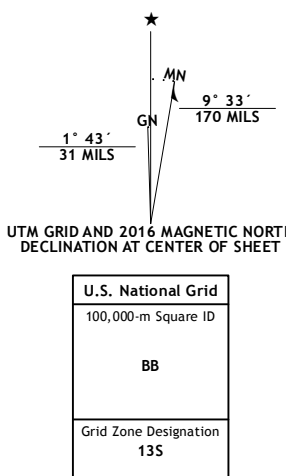 ★
MN
GN
1° 43´
31 MILS
9° 33´
170 MILS
UTM GRID AND 2016 MAGNETIC NORTH
DECLINATION AT CENTER OF SHEET
U.S. National Grid
100,000-m Square ID
BB
Grid Zone Designation
13S